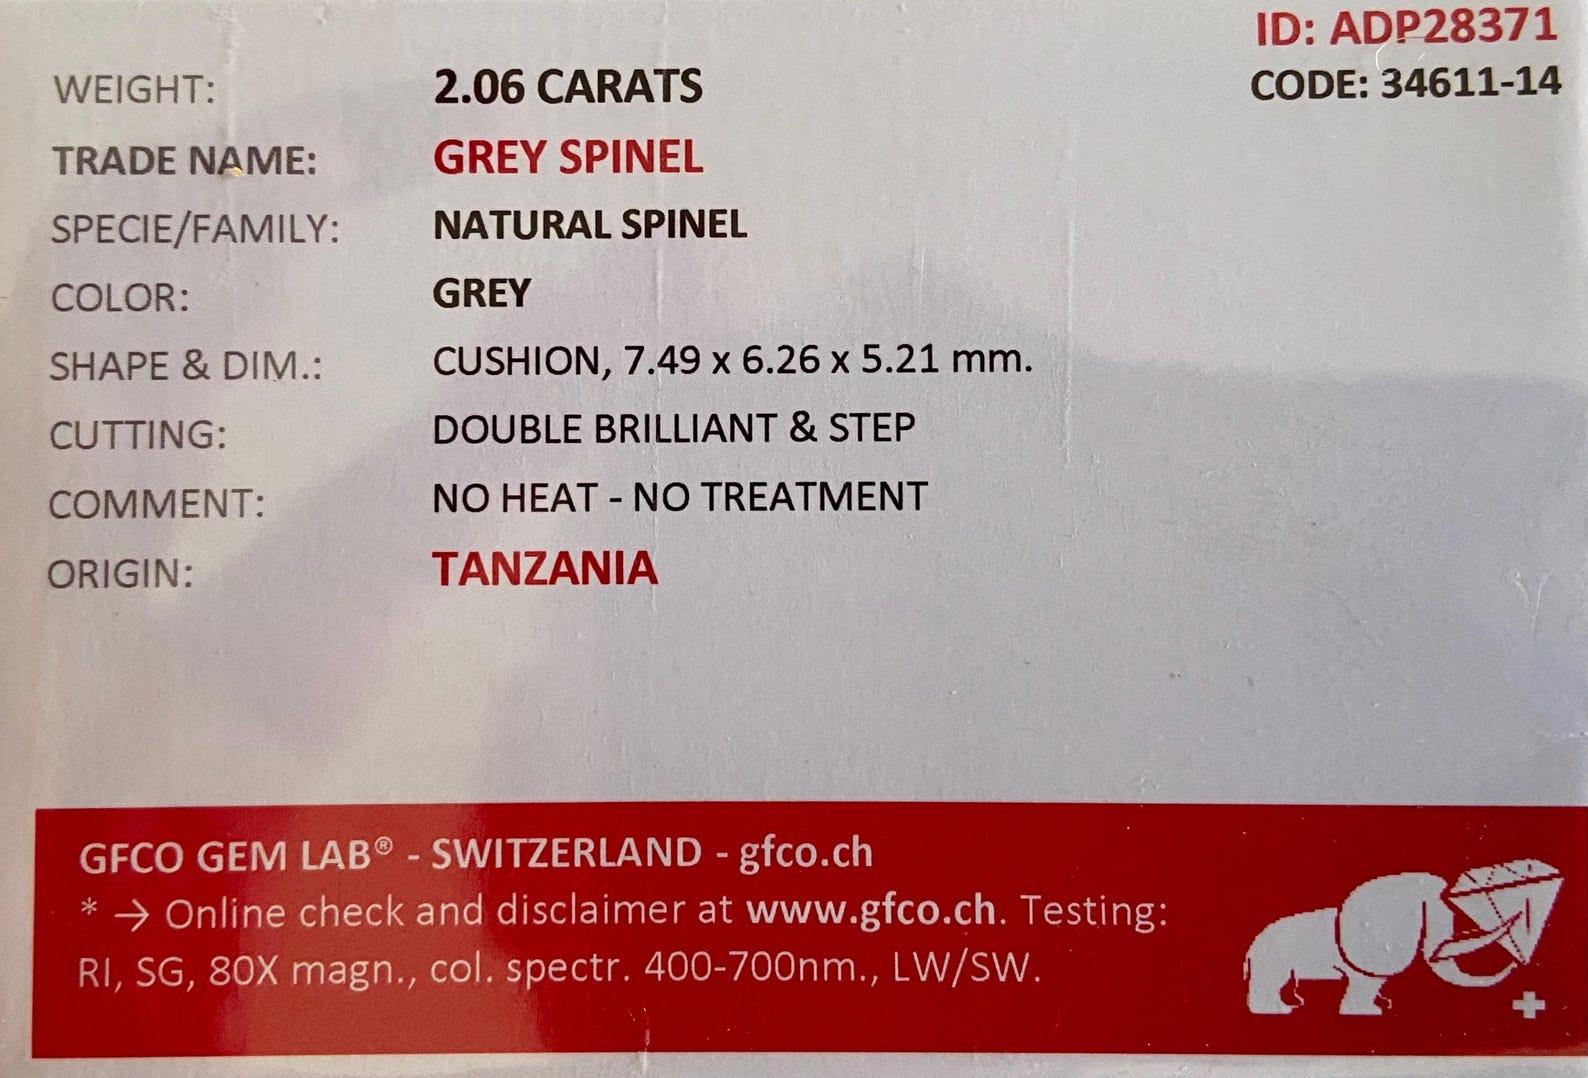 ID: ADP28371
WEIGHT: 2.06 CARATS
CODE: 34611-14
TRADE NAME: GREY SPINEL
SPECIE/FAMILY: NATURAL SPINEL
COLOR: GREY
SHAPE & DIM.: CUSHION, 7.49 x 6.26 x 5.21 mm.
CUTTING: DOUBLE BRILLIANT & STEP
COMMENT: NO HEAT - NO TREATMENT
ORIGIN: TANZANIA
GFCO GEM LAB® - SWITZERLAND - gfco.ch
* → Online check and disclaimer at www.gfco.ch. Testing:
RI, SG, 80X magn., col. spectr. 400-700nm., LW/SW.